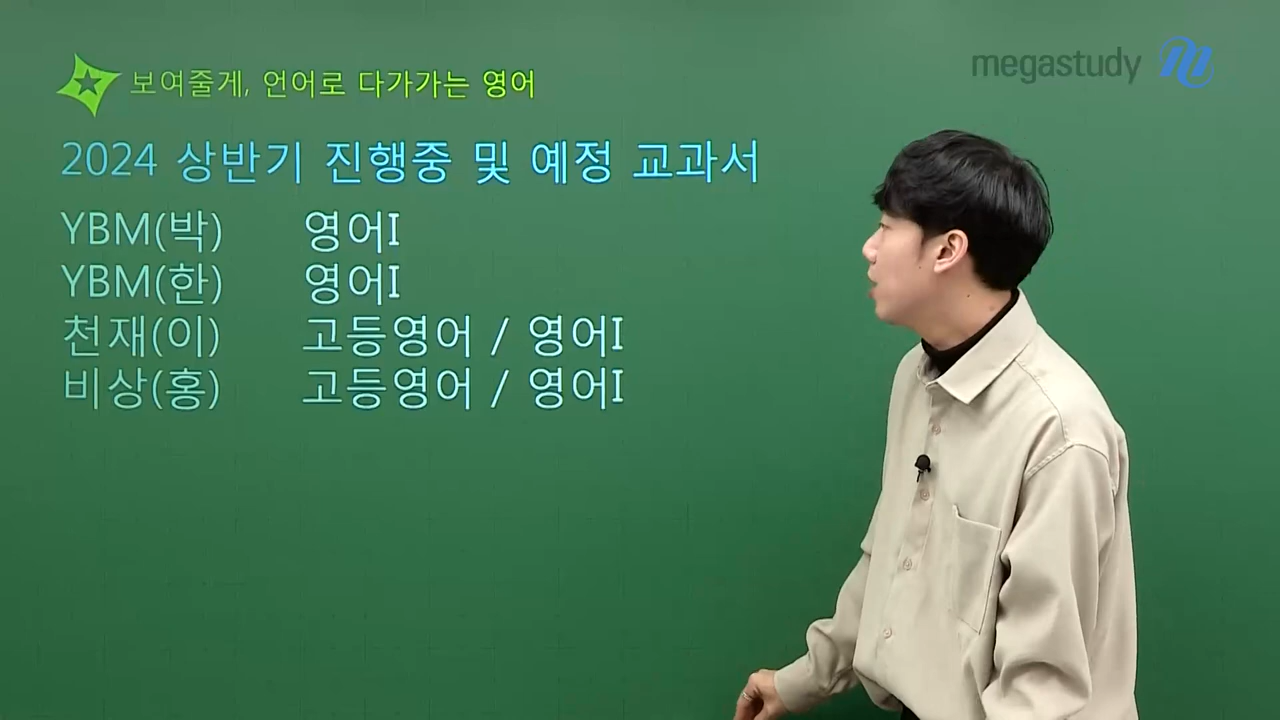 보여줄게, 언어로 다가가는 영어
megastudy
2024 상반기 진행중 및 예정 교과서
YBM(박) 영어I
YBM(한) 영어I
천재(이) 고등영어 / 영어I
비상(홍) 고등영어 / 영어I